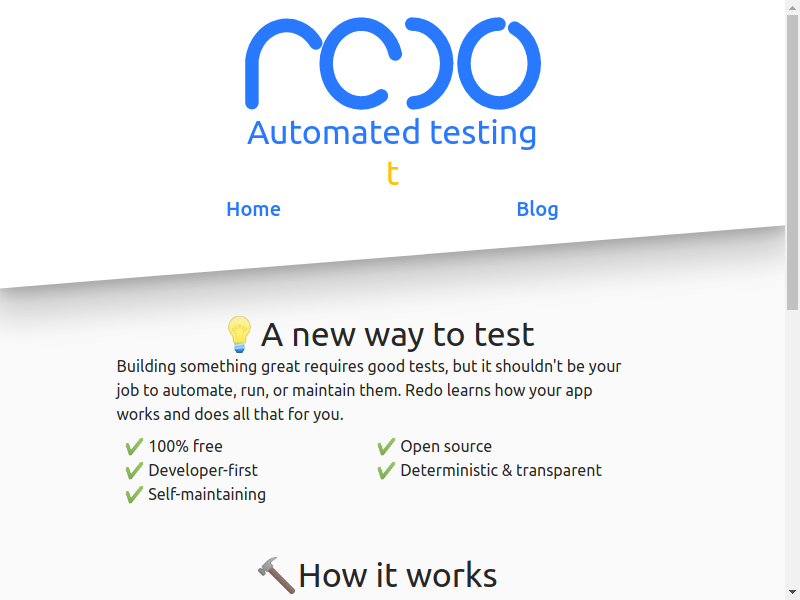 redo
Automated testing
t
Home
Blog
A new way to test
Building something great requires good tests, but it shouldn't be your
job to automate, run, or maintain them. Redo learns how your app
works and does all that for you.
✔ 100% free
✔ Open source
✔ Developer-first
✔ Deterministic & transparent
✔ Self-maintaining
How it works